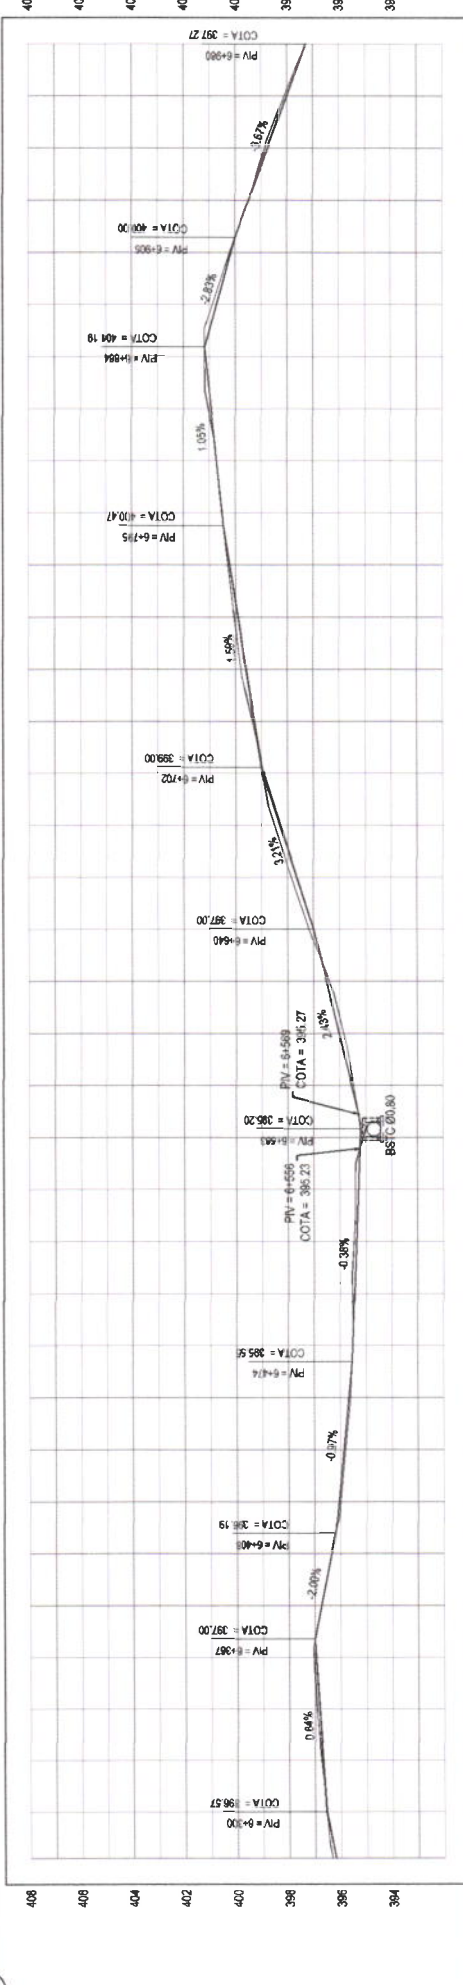 408
406
404
402
400
398
396
394
COTA = 396.57
PIV = 6+300
0.64%
COTA = 397.00
PIV = 6+367
-2.00%
COTA = 396.19
PIV = 6+408
-0.97%
COTA = 395.55
PIV = 6+474
-0.38%
PIV = 6+556
COTA = 395.23
COTA = 395.20
PIV = 6+563
PIV = 6+569
COTA = 395.27
BSTC Ø0.80
2.43%
COTA = 397.00
PIV = 6+640
3.21%
COTA = 399.00
PIV = 6+702
1.59%
COTA = 400.47
PIV = 6+795
1.05%
COTA = 401.19
PIV = 6+864
-2.83%
COTA = 400.00
PIV = 6+905
-3.67%
COTA = 397.27
PIV = 6+980